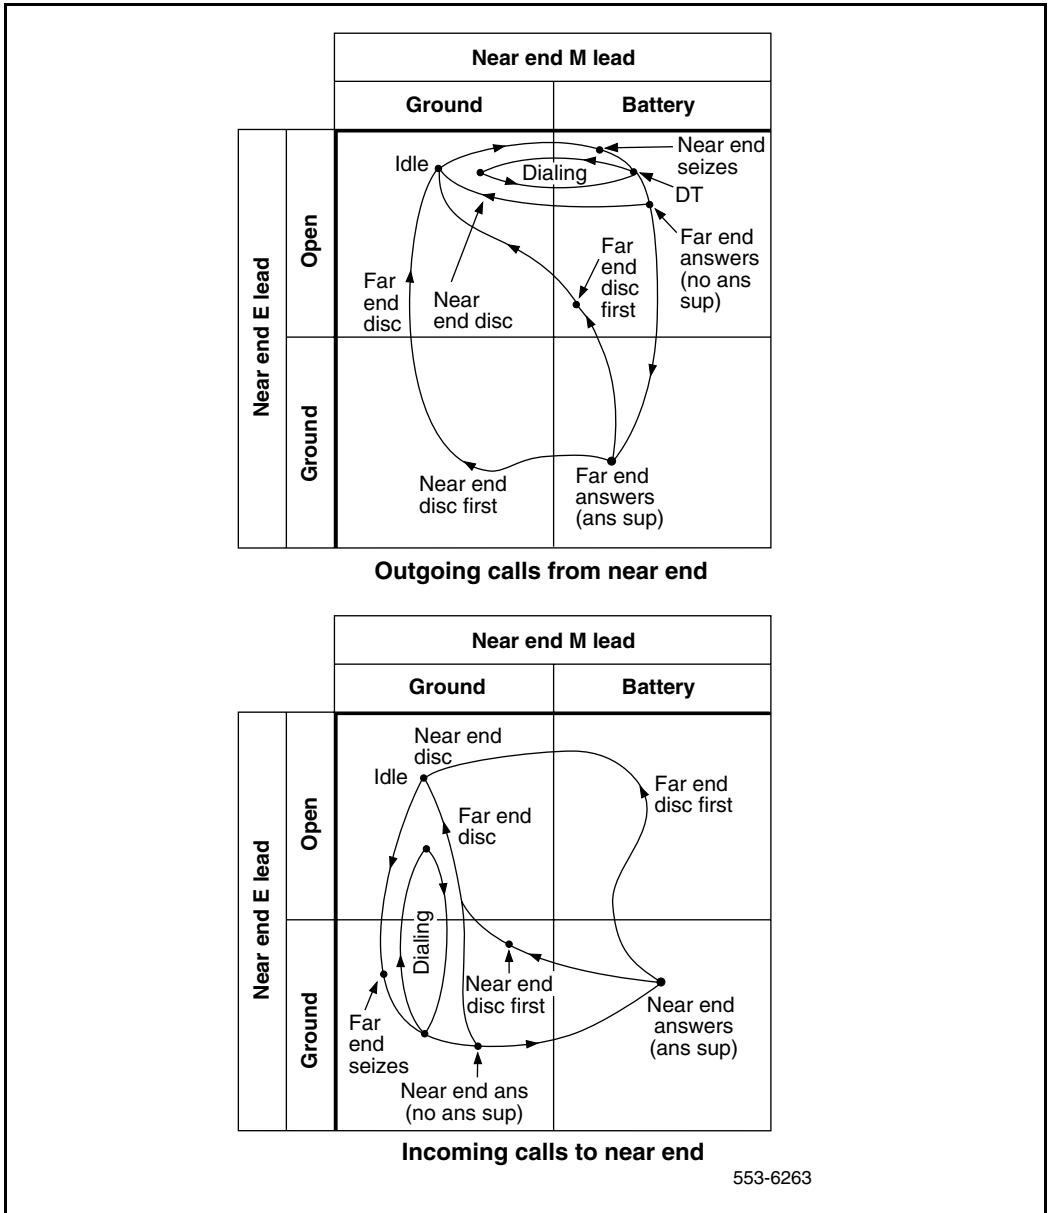 Near end M lead
Ground
Battery
Near end E lead
Open
Ground
Idle
Dialing
Near end
seizes
DT
Far end
answers
(no ans
sup)
Far
end
disc
first
Far
end
disc
Near
end disc
Near end
disc first
Far end
answers
(ans sup)
Outgoing calls from near end
Near end M lead
Ground
Battery
Near end E lead
Open
Ground
Near end
disc
Idle
Far end
disc
Far end
disc first
Dialing
Near end
disc first
Far
end
seizes
Near end
answers
(ans sup)
Near end ans
(no ans sup)
Incoming calls to near end
553-6263